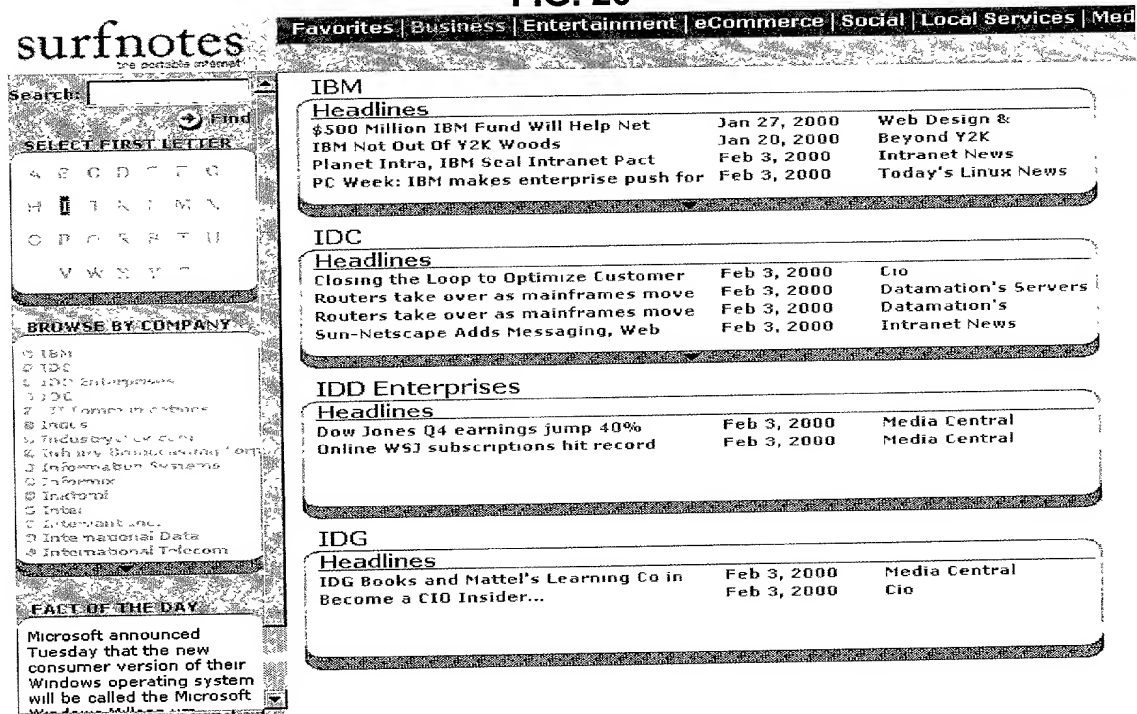 surfnotes
the portable internet
Favorites | Business | Entertainment | eCommerce | Social | Local Services | Med
Search:
Find
SELECT FIRST LETTER
BROWSE BY COMPANY
IBM
IDC
IDD Enterprises
Information Systems
Informix
Inktomi
Intel
International Data
International Telecom
FACT OF THE DAY
Microsoft announced
Tuesday that the new
consumer version of their
Windows operating system
will be called the Microsoft
IBM
Headlines
$500 Million IBM Fund Will Help Net Jan 27, 2000 Web Design &
IBM Not Out Of Y2K Woods Jan 20, 2000 Beyond Y2K
Planet Intra, IBM Seal Intranet Pact Feb 3, 2000 Intranet News
PC Week: IBM makes enterprise push for Feb 3, 2000 Today's Linux News
IDC
Headlines
Closing the Loop to Optimize Customer Feb 3, 2000 Cio
Routers take over as mainframes move Feb 3, 2000 Datamation's Servers
Routers take over as mainframes move Feb 3, 2000 Datamation's
Sun-Netscape Adds Messaging, Web Feb 3, 2000 Intranet News
IDD Enterprises
Headlines
Dow Jones Q4 earnings jump 40% Feb 3, 2000 Media Central
Online WSJ subscriptions hit record Feb 3, 2000 Media Central
IDG
Headlines
IDG Books and Mattel's Learning Co in Feb 3, 2000 Media Central
Become a CIO Insider... Feb 3, 2000 Cio